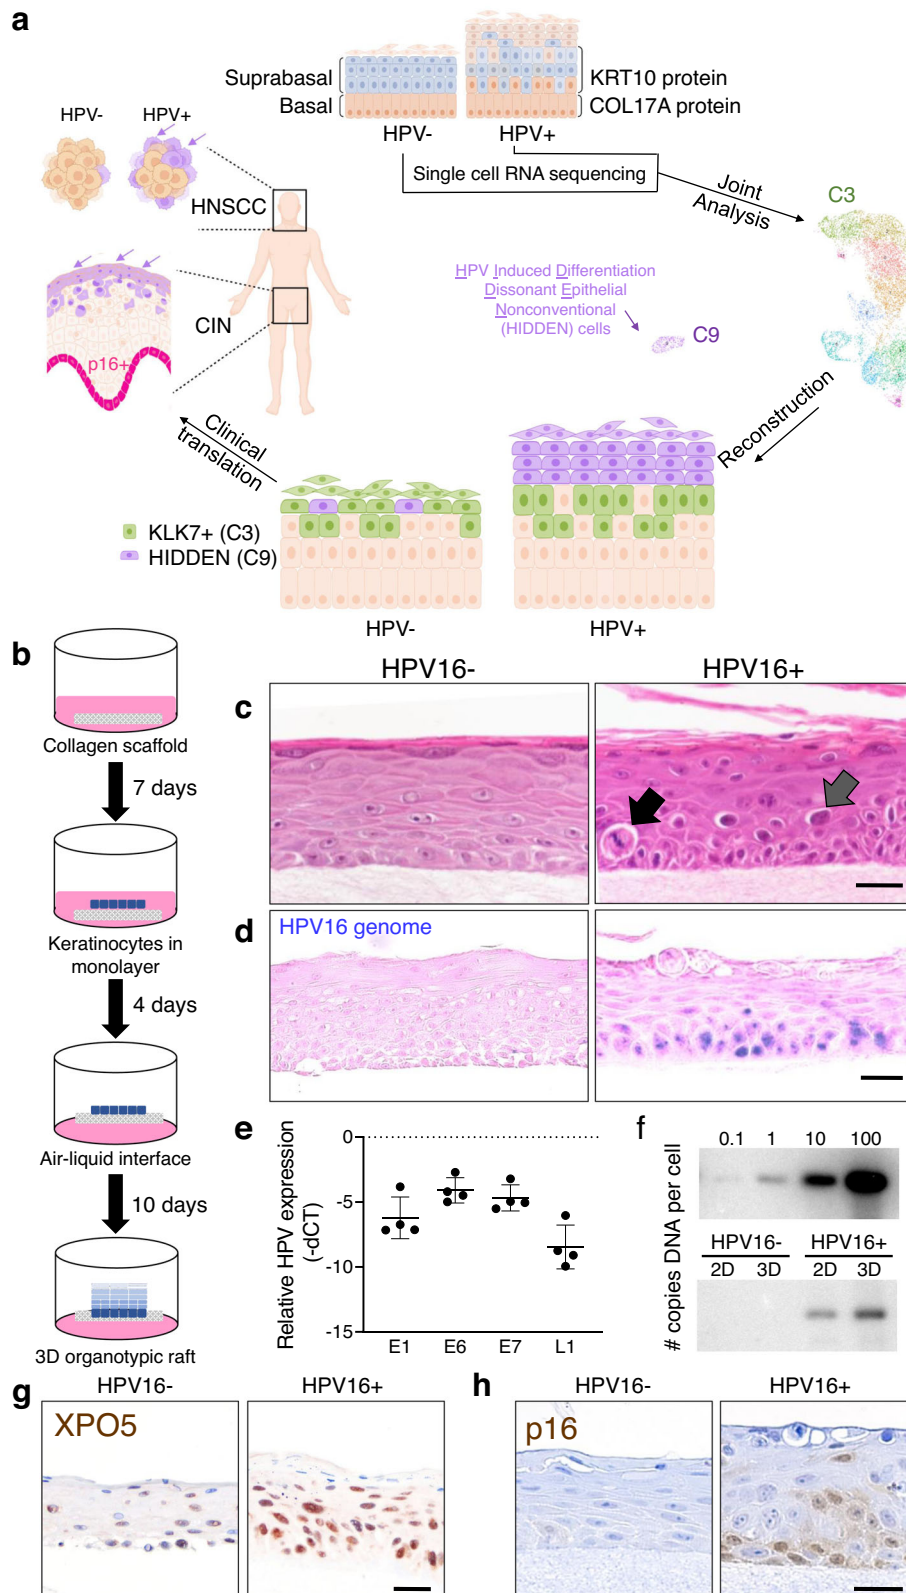 a
Suprabasal
Basal
KRT10 protein
COL17A protein
HPV-
HPV+
HPV-
HPV+
Single cell RNA sequencing
Joint
Analysis
C3
HNSCC
HPV Induced Differentiation
Dissonant Epithelial
Nonconventional
(HIDDEN) cells
C9
CIN
p16+
Reconstruction
Clinical
translation
KLK7+ (C3)
HIDDEN (C9)
HPV-
HPV+
b
Collagen scaffold
7 days
Keratinocytes in
monolayer
4 days
Air-liquid interface
10 days
3D organotypic raft
HPV16-
HPV16+
c
d
HPV16 genome
e
Relative HPV expression
(-dCT)
0
-5
-10
-15
E1
E6
E7
L1
f
# copies DNA per cell
0.1
1
10
100
HPV16-
HPV16+
2D
3D
2D
3D
g
HPV16-
HPV16+
XPO5
h
HPV16-
HPV16+
p16